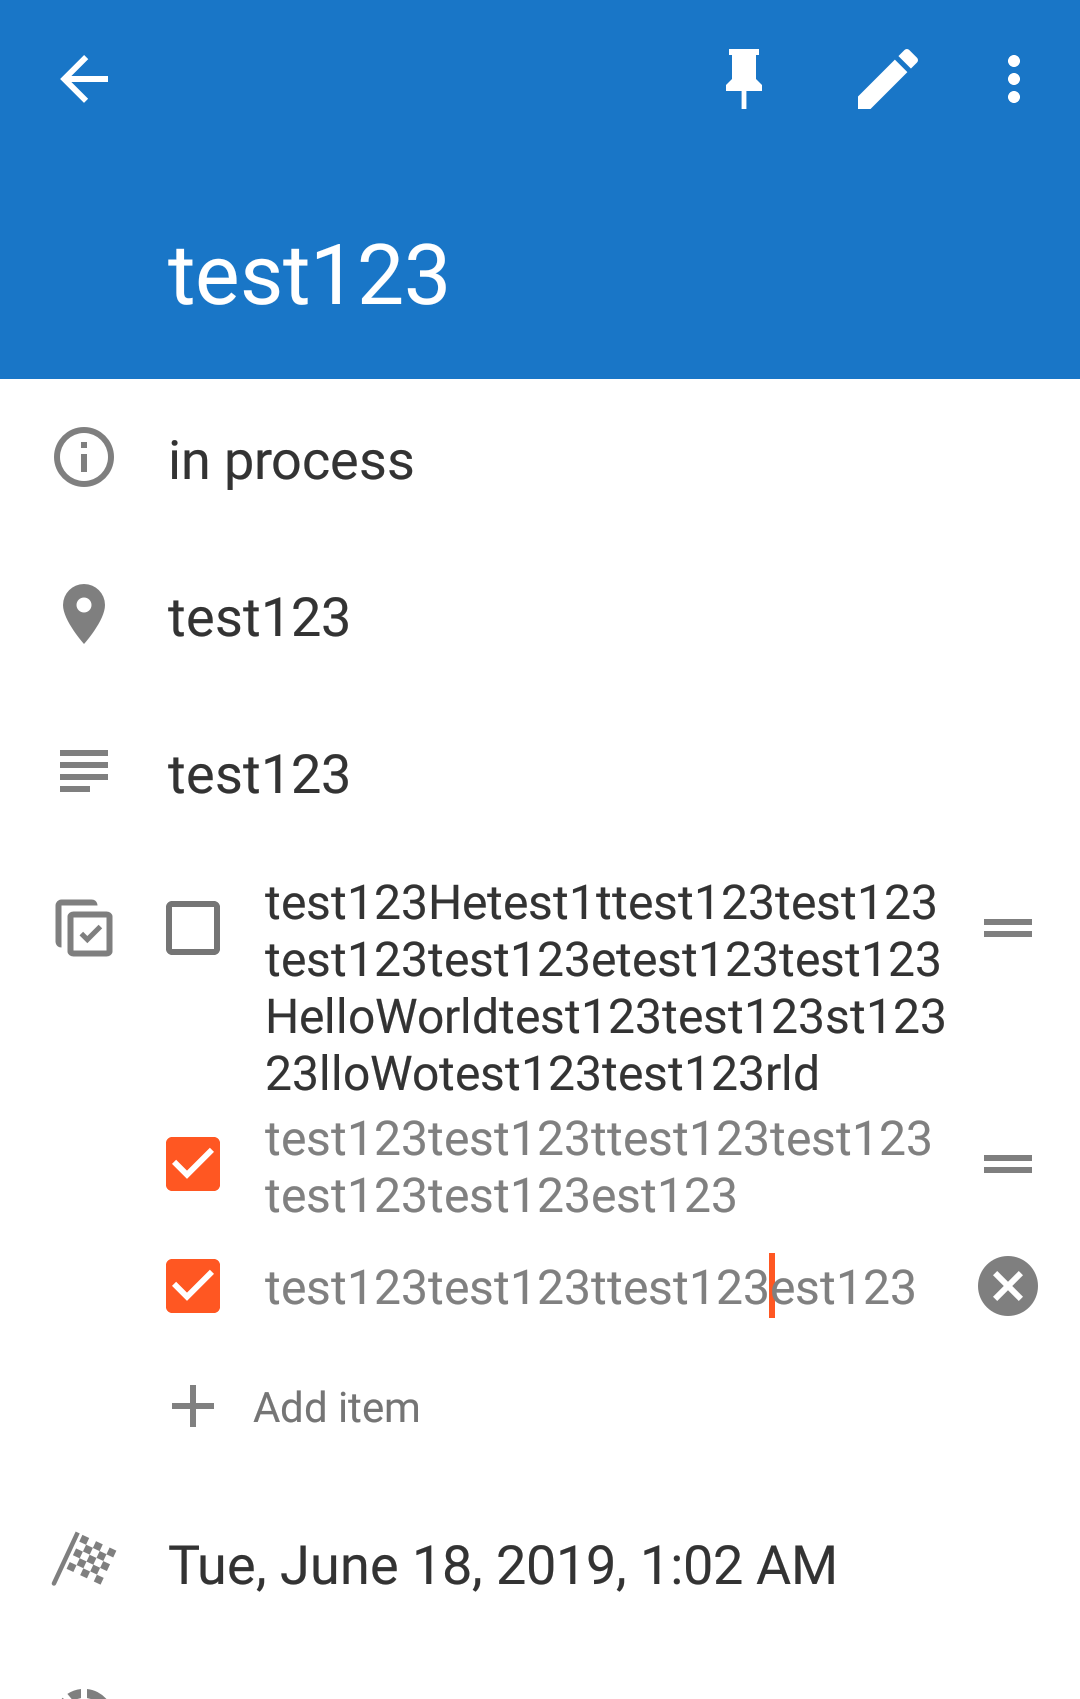 test123
in process
test123
test123
test123Hetest1ttest123test123
test123test123etest123test123
HelloWorldtest123test123st123
23lloWotest123test123rld
test123test123ttest123test123
test123test123est123
test123test123ttest123est123
Add item
Tue, June 18, 2019, 1:02 AM